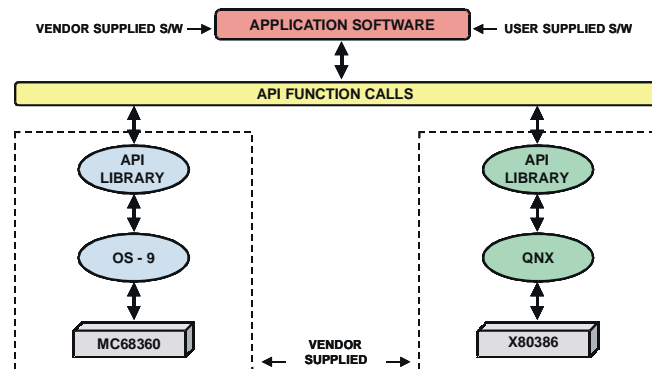 VENDOR SUPPLIED S/W
APPLICATION SOFTWARE
USER SUPPLIED S/W
API FUNCTION CALLS
API
LIBRARY
API
LIBRARY
OS - 9
QNX
MC68360
X80386
VENDOR
SUPPLIED